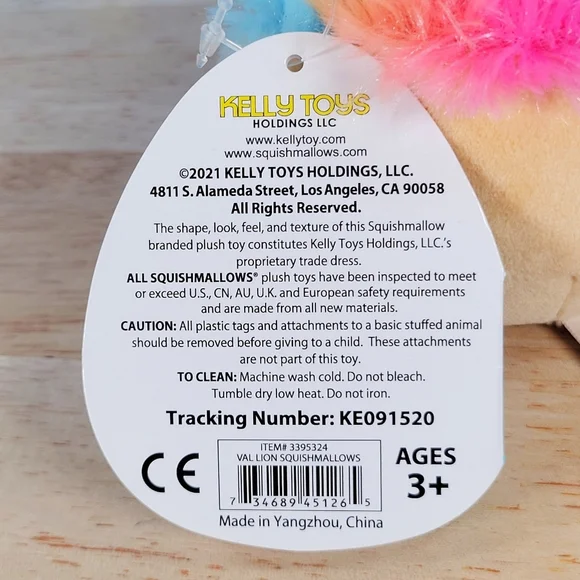 KELLY TOYS
HOLDINGS LLC
www.kellytoy.com
www.squishmallows.com
©2021 KELLY TOYS HOLDINGS, LLC.
4811 S. Alameda Street, Los Angeles, CA 90058
All Rights Reserved.
The shape, look, feel, and texture of this Squishmallow
branded plush toy constitutes Kelly Toys Holdings, LLC.'s
proprietary trade dress.
ALL SQUISHMALLOWS® plush toys have been inspected to meet
or exceed U.S., CN, AU, U.K. and European safety requirements
and are made from all new materials.
CAUTION: All plastic tags and attachments to a basic stuffed animal
should be removed before giving to a child. These attachments
are not part of this toy.
TO CLEAN: Machine wash cold. Do not bleach.
Tumble dry low heat. Do not iron.
Tracking Number: KE091520
CE
ITEM# 3395324
VAL LION SQUISHMALLOWS
7 34689 45126 5
AGES
3+
Made in Yangzhou, China